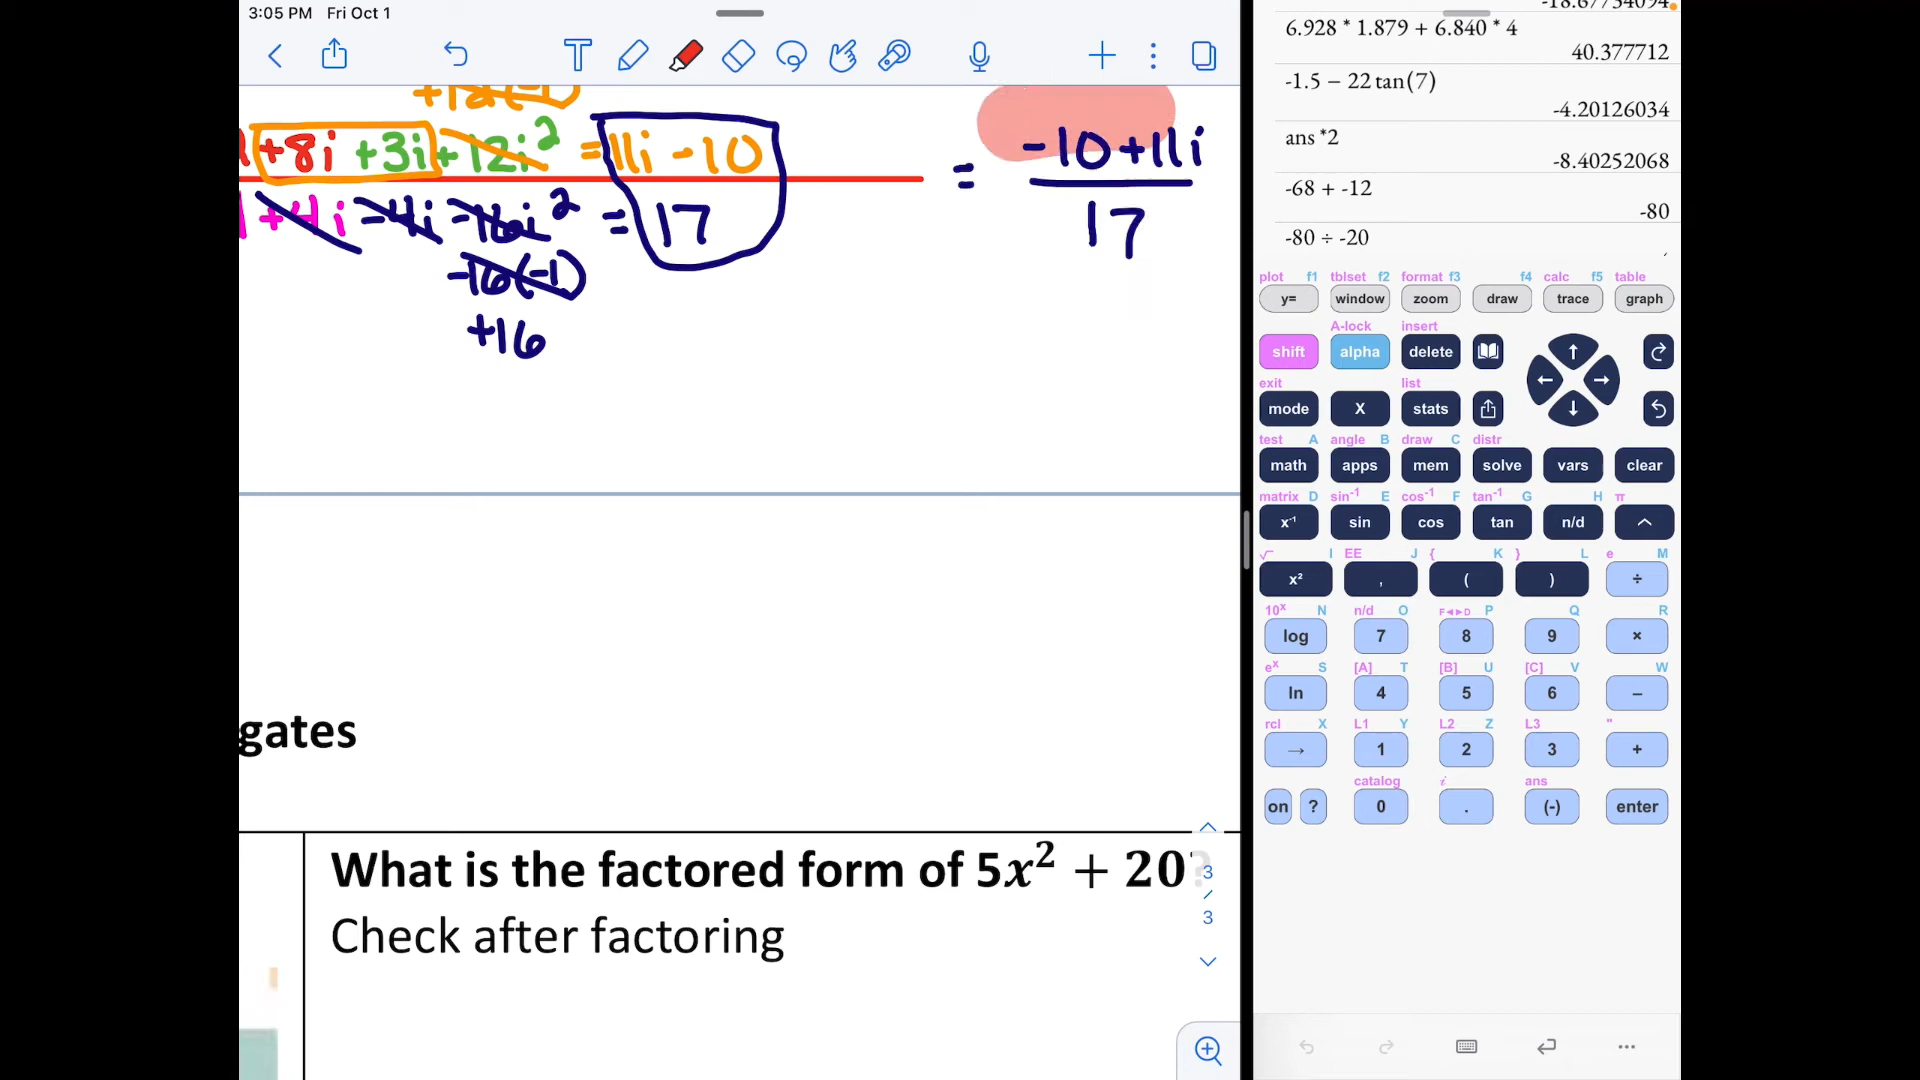 3:05 PM Fri Oct 1
+8i +3i +12i² = 11i -10
+4i -4i -16i² = 17
-16(-1)
+16
= -10+11i
17
gates
What is the factored form of 5x² + 20?
Check after factoring
3
/
3
6.928 * 1.879 + 6.840 * 4
40.377712
-1.5 − 22 tan(7)
-4.20126034
ans *2
-8.40252068
-68 + -12
-80
-80 ÷ -20
plot f1 tblset f2 format f3 f4 calc f5 table
y= window zoom draw trace graph
A-lock insert
shift alpha delete
exit list
mode X stats
test A angle B draw C distr
math apps mem solve vars clear
matrix D sin⁻¹ E cos⁻¹ F tan⁻¹ G H π
x⁻¹ sin cos tan n/d ^
√ I EE J { K } L e M
x² , ( ) ÷
10ˣ N n/d O F◄►D P Q R
log 7 8 9 ×
eˣ S [A] T [B] U [C] V W
ln 4 5 6 −
rcl X L1 Y L2 Z L3 "
→ 1 2 3 +
catalog i ans
on ? 0 . (-) enter